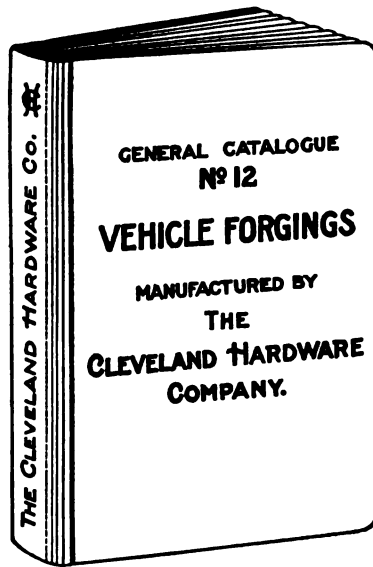 THE CLEVELAND HARDWARE CO.
GENERAL CATALOGUE
Nº 12
VEHICLE FORGINGS
MANUFACTURED BY
THE
CLEVELAND HARDWARE
COMPANY.